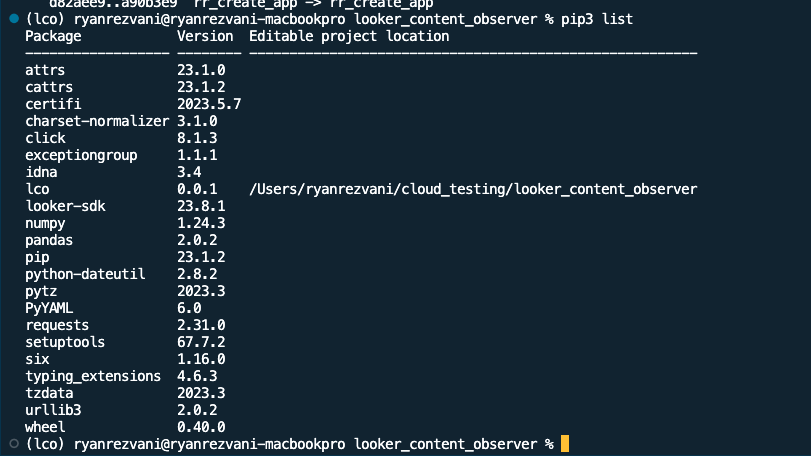 d82aee9..a90b3e9  rr_create_app -> rr_create_app
(lco) ryanrezvani@ryanrezvani-macbookpro looker_content_observer % pip3 list
Package            Version  Editable project location
------------------ -------- -------------------------------------------------------
attrs              23.1.0
cattrs             23.1.2
certifi            2023.5.7
charset-normalizer 3.1.0
click              8.1.3
exceptiongroup     1.1.1
idna               3.4
lco                0.0.1    /Users/ryanrezvani/cloud_testing/looker_content_observer
looker-sdk         23.8.1
numpy              1.24.3
pandas             2.0.2
pip                23.1.2
python-dateutil    2.8.2
pytz               2023.3
PyYAML             6.0
requests           2.31.0
setuptools         67.7.2
six                1.16.0
typing_extensions  4.6.3
tzdata             2023.3
urllib3            2.0.2
wheel              0.40.0
(lco) ryanrezvani@ryanrezvani-macbookpro looker_content_observer %